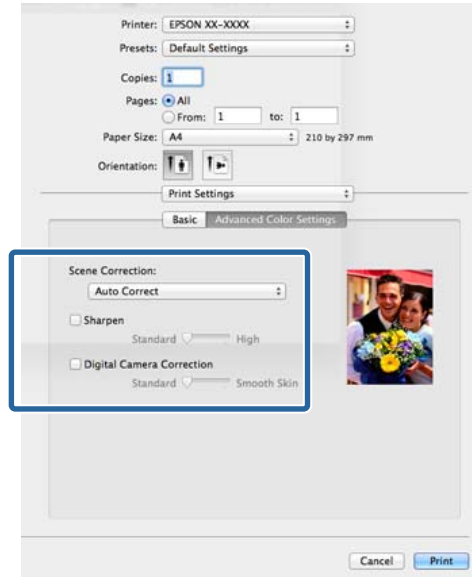 Printer: EPSON XX-XXXX
Presets: Default Settings
Copies: 1
Pages: All
From: 1 to: 1
Paper Size: A4 210 by 297 mm
Orientation:
Print Settings
Basic Advanced Color Settings
Scene Correction:
Auto Correct
Sharpen
Standard High
Digital Camera Correction
Standard Smooth Skin
Cancel Print